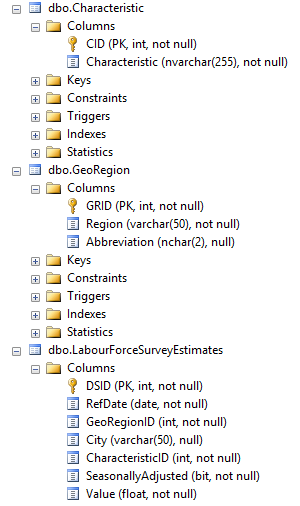 dbo.Characteristic
Columns
CID (PK, int, not null)
Characteristic (nvarchar(255), not null)
Keys
Constraints
Triggers
Indexes
Statistics
dbo.GeoRegion
Columns
GRID (PK, int, not null)
Region (varchar(50), not null)
Abbreviation (nchar(2), null)
Keys
Constraints
Triggers
Indexes
Statistics
dbo.LabourForceSurveyEstimates
Columns
DSID (PK, int, not null)
RefDate (date, not null)
GeoRegionID (int, not null)
City (varchar(50), null)
CharacteristicID (int, not null)
SeasonallyAdjusted (bit, not null)
Value (float, not null)